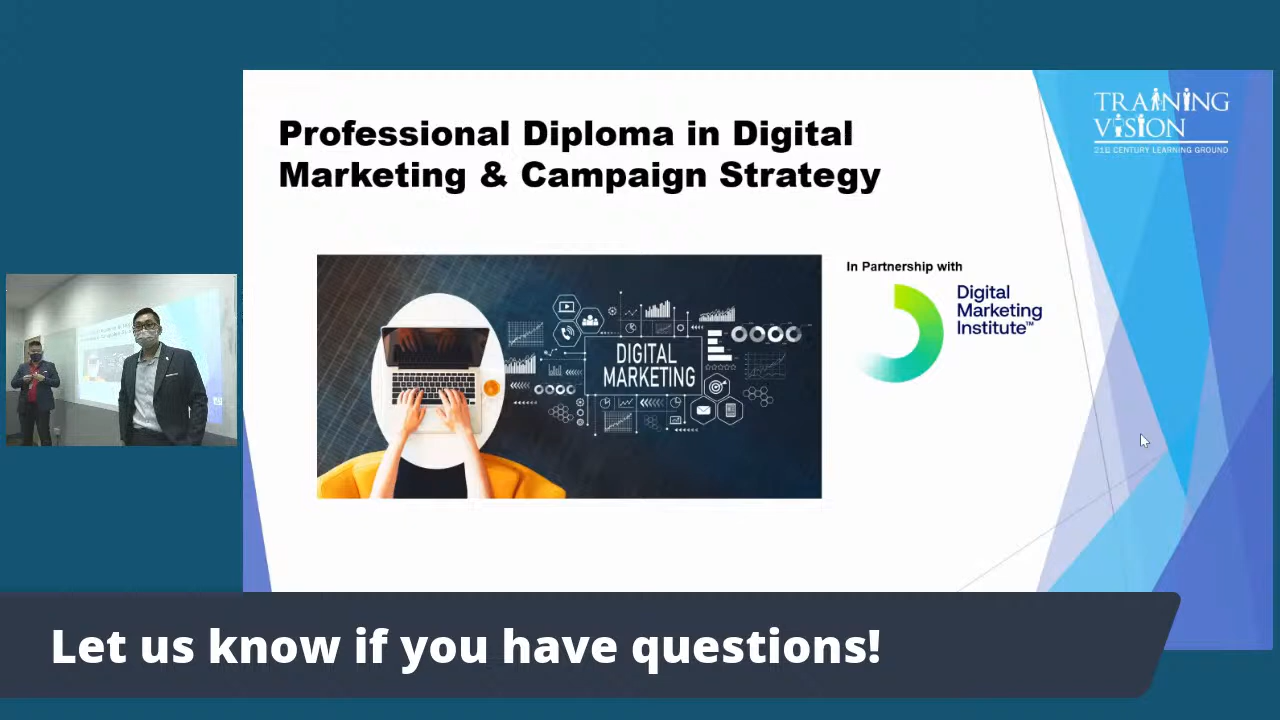 Professional Diploma in Digital
Marketing & Campaign Strategy
TRAINING
VISION
21C CENTURY LEARNING GROUND
In Partnership with
Digital
Marketing
Institute™
DIGITAL
MARKETING
Let us know if you have questions!